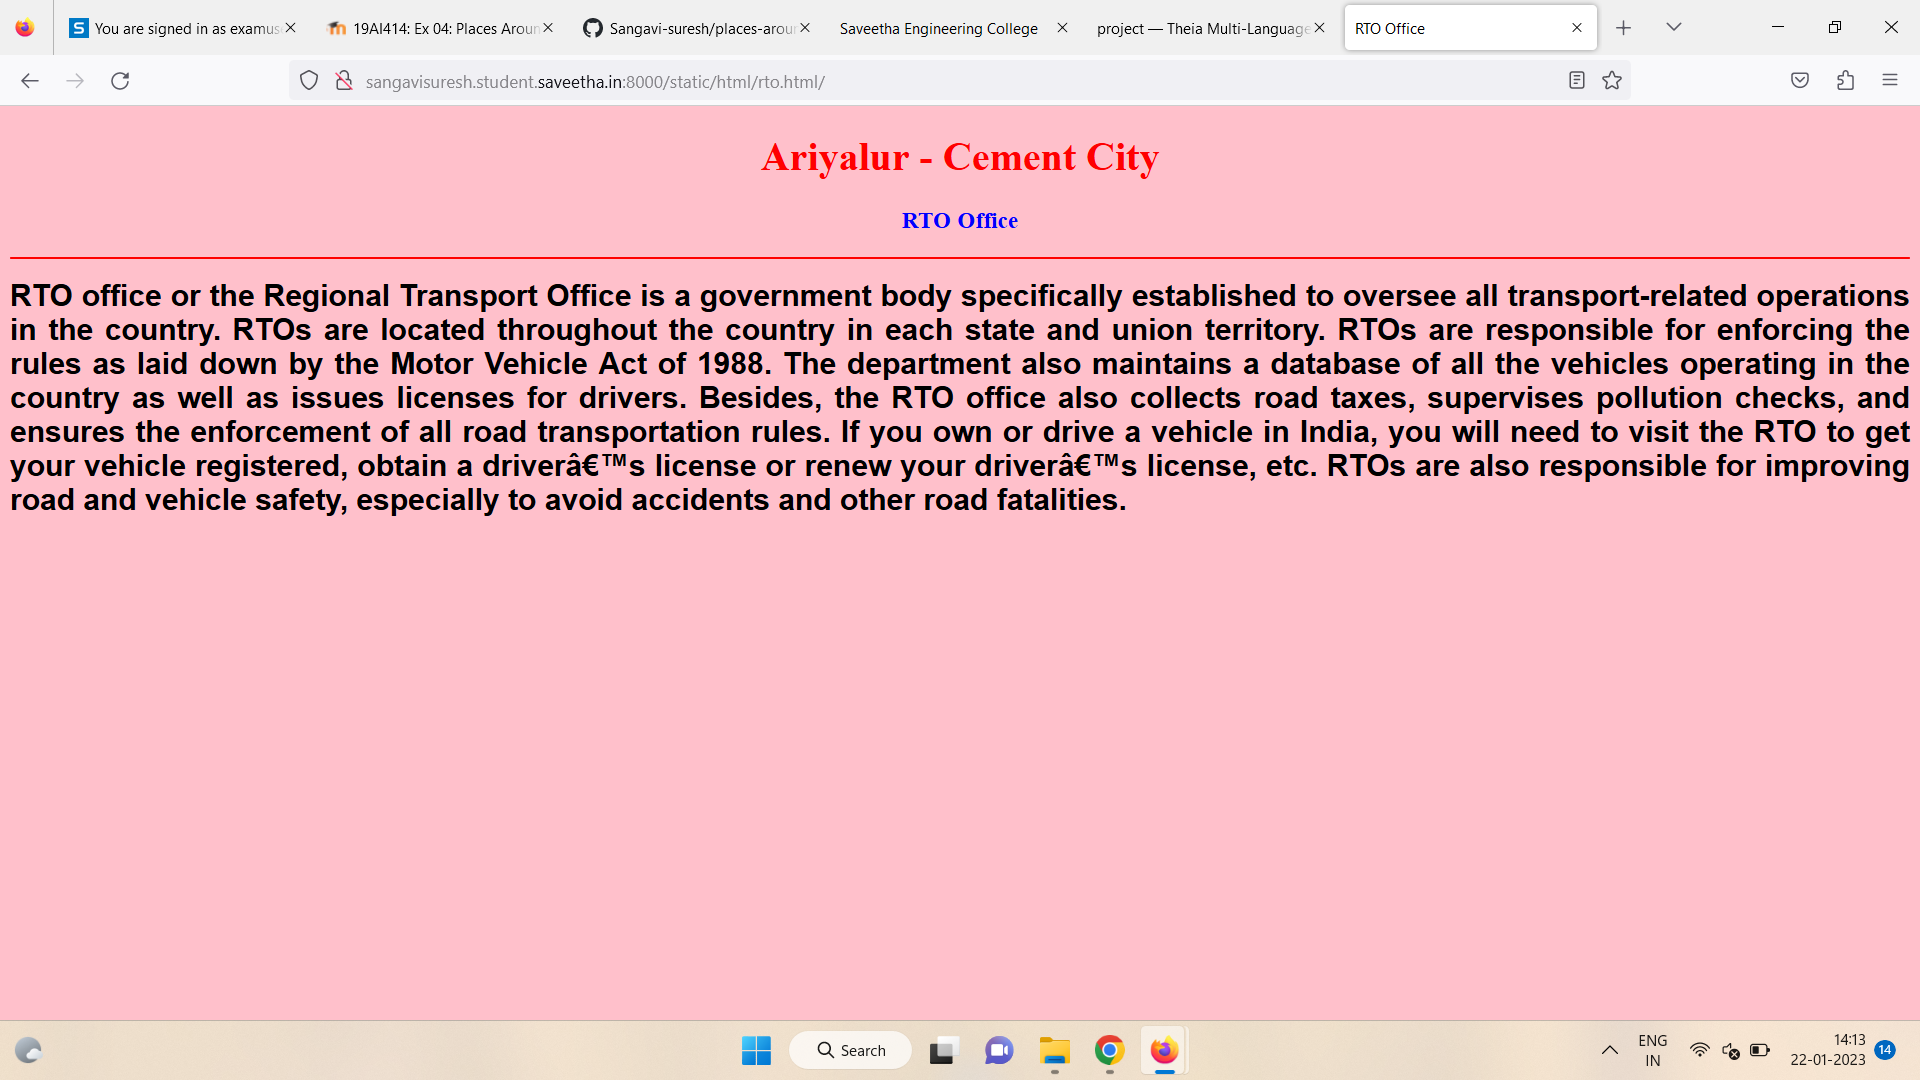 You are signed in as examus
19AI414: Ex 04: Places Aroun
Sangavi-suresh/places-aroun
Saveetha Engineering College
project — Theia Multi-Language
RTO Office
sangavisuresh.student.saveetha.in:8000/static/html/rto.html/
Ariyalur - Cement City
RTO Office
RTO office or the Regional Transport Office is a government body specifically established to oversee all transport-related operations
in the country. RTOs are located throughout the country in each state and union territory. RTOs are responsible for enforcing the
rules as laid down by the Motor Vehicle Act of 1988. The department also maintains a database of all the vehicles operating in the
country as well as issues licenses for drivers. Besides, the RTO office also collects road taxes, supervises pollution checks, and
ensures the enforcement of all road transportation rules. If you own or drive a vehicle in India, you will need to visit the RTO to get
your vehicle registered, obtain a driverâ€™s license or renew your driverâ€™s license, etc. RTOs are also responsible for improving
road and vehicle safety, especially to avoid accidents and other road fatalities.
Search
ENG
IN
14:13
22-01-2023
14